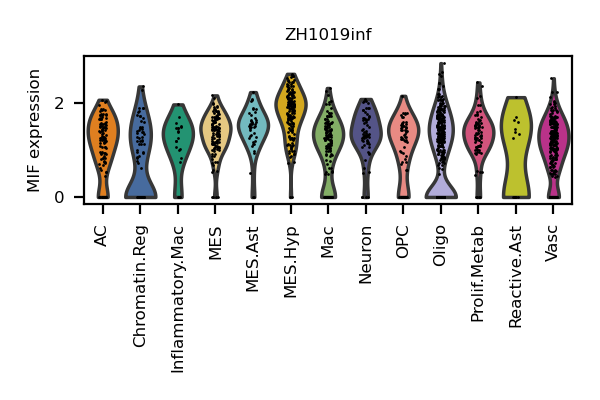 ZH1019inf
MIF expression
2
0
AC
Chromatin.Reg
Inflammatory.Mac
MES
MES.Ast
MES.Hyp
Mac
Neuron
OPC
Oligo
Prolif.Metab
Reactive.Ast
Vasc